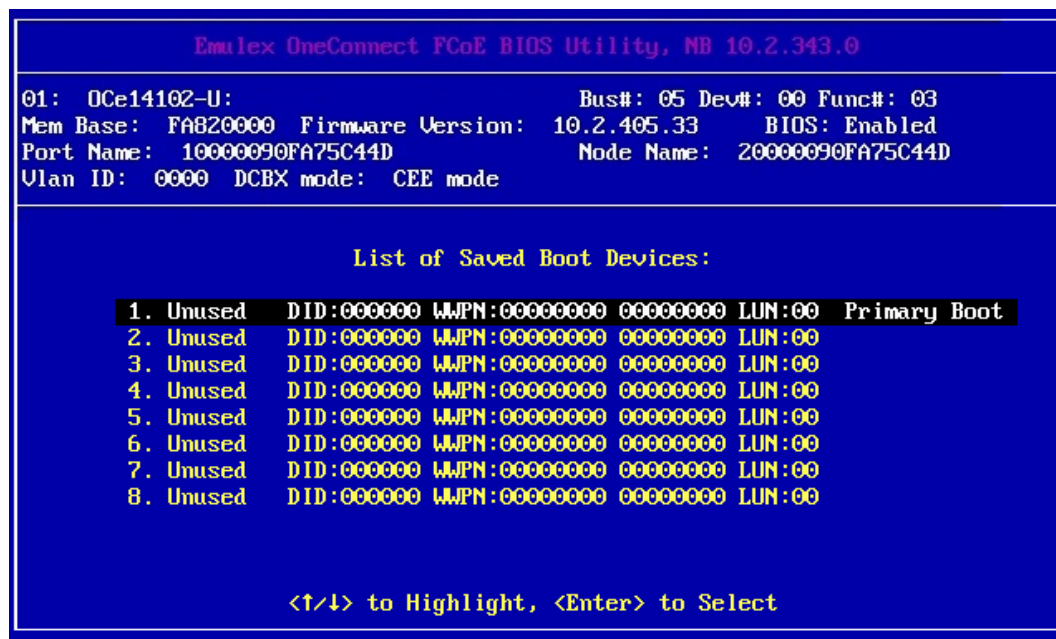 Emulex OneConnect FCoE BIOS Utility, NB 10.2.343.0
01: OCe14102-U: Bus#: 05 Dev#: 00 Func#: 03
Mem Base: FA820000 Firmware Version: 10.2.405.33 BIOS: Enabled
Port Name: 10000090FA75C44D Node Name: 20000090FA75C44D
Vlan ID: 0000 DCBX mode: CEE mode
List of Saved Boot Devices:
1. Unused DID:000000 WWPN:00000000 00000000 LUN:00 Primary Boot
2. Unused DID:000000 WWPN:00000000 00000000 LUN:00
3. Unused DID:000000 WWPN:00000000 00000000 LUN:00
4. Unused DID:000000 WWPN:00000000 00000000 LUN:00
5. Unused DID:000000 WWPN:00000000 00000000 LUN:00
6. Unused DID:000000 WWPN:00000000 00000000 LUN:00
7. Unused DID:000000 WWPN:00000000 00000000 LUN:00
8. Unused DID:000000 WWPN:00000000 00000000 LUN:00
<↑/↓> to Highlight, <Enter> to Select